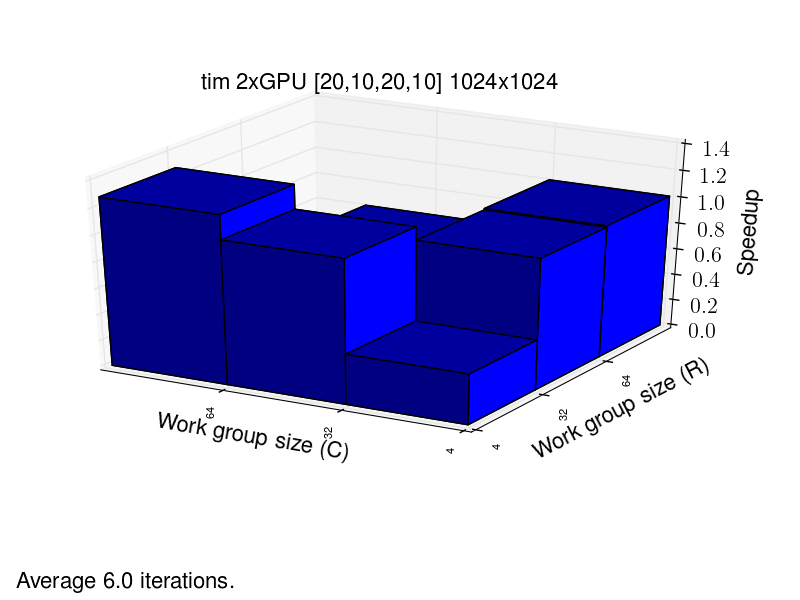 tim 2xGPU [20,10,20,10] 1024x1024
1.4
1.2
1.0
0.8
0.6
0.4
0.2
0.0
Speedup
64
32
4
Work group size (C)
4
32
64
Work group size (R)
Average 6.0 iterations.